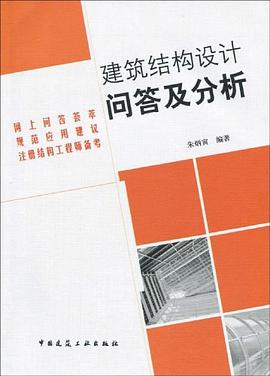 建筑结构设计
问答及分析
网上问答荟萃
规范应用建议
注册结构工程师备考
朱炳寅 编著
中国建筑工业出版社